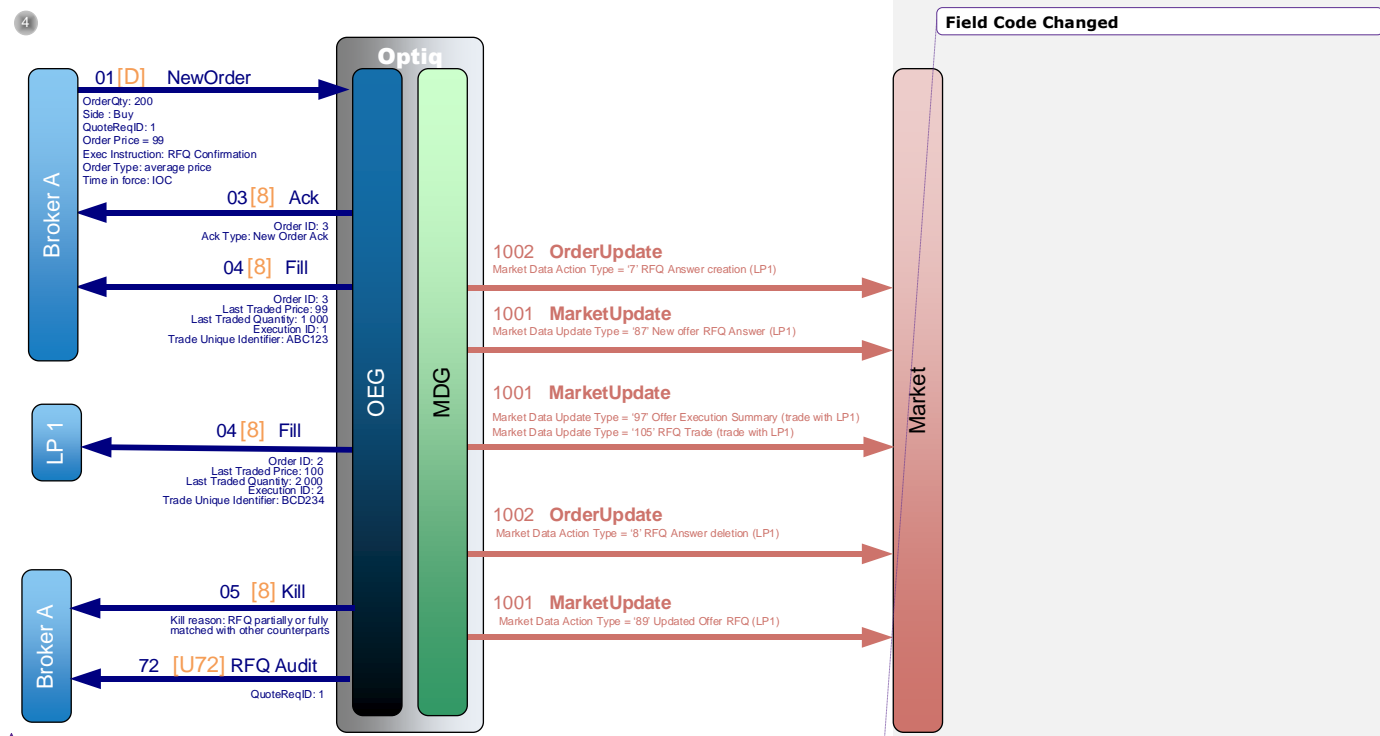 4
Field Code Changed
Optiq
01 [D] NewOrder
OrderQty: 200
Side : Buy
QuoteReqID: 1
Order Price = 99
Exec Instruction: RFQ Confirmation
Order Type: average price
Time in force: IOC
Broker A
03 [8] Ack
Order ID: 3
Ack Type: New Order Ack
04 [8] Fill
Order ID: 3
Last Traded Price: 99
Last Traded Quantity: 1 000
Execution ID: 1
Trade Unique Identifier: ABC123
LP 1
04 [8] Fill
Order ID: 2
Last Traded Price: 100
Last Traded Quantity: 2 000
Execution ID: 2
Trade Unique Identifier: BCD234
Broker A
05 [8] Kill
Kill reason: RFQ partially or fully
matched with other counterparts
72 [U72] RFQ Audit
QuoteReqID: 1
OEG
MDG
1002 OrderUpdate
Market Data Action Type = ‘7’ RFQ Answer creation (LP1)
1001 MarketUpdate
Market Data Update Type = ‘87’ New offer RFQ Answer (LP1)
1001 MarketUpdate
Market Data Update Type = ‘97’ Offer Execution Summary (trade with LP1)
Market Data Update Type = ‘105’ RFQ Trade (trade with LP1)
1002 OrderUpdate
Market Data Action Type = ‘8’ RFQ Answer deletion (LP1)
1001 MarketUpdate
Market Data Action Type = ‘89’ Updated Offer RFQ (LP1)
Market